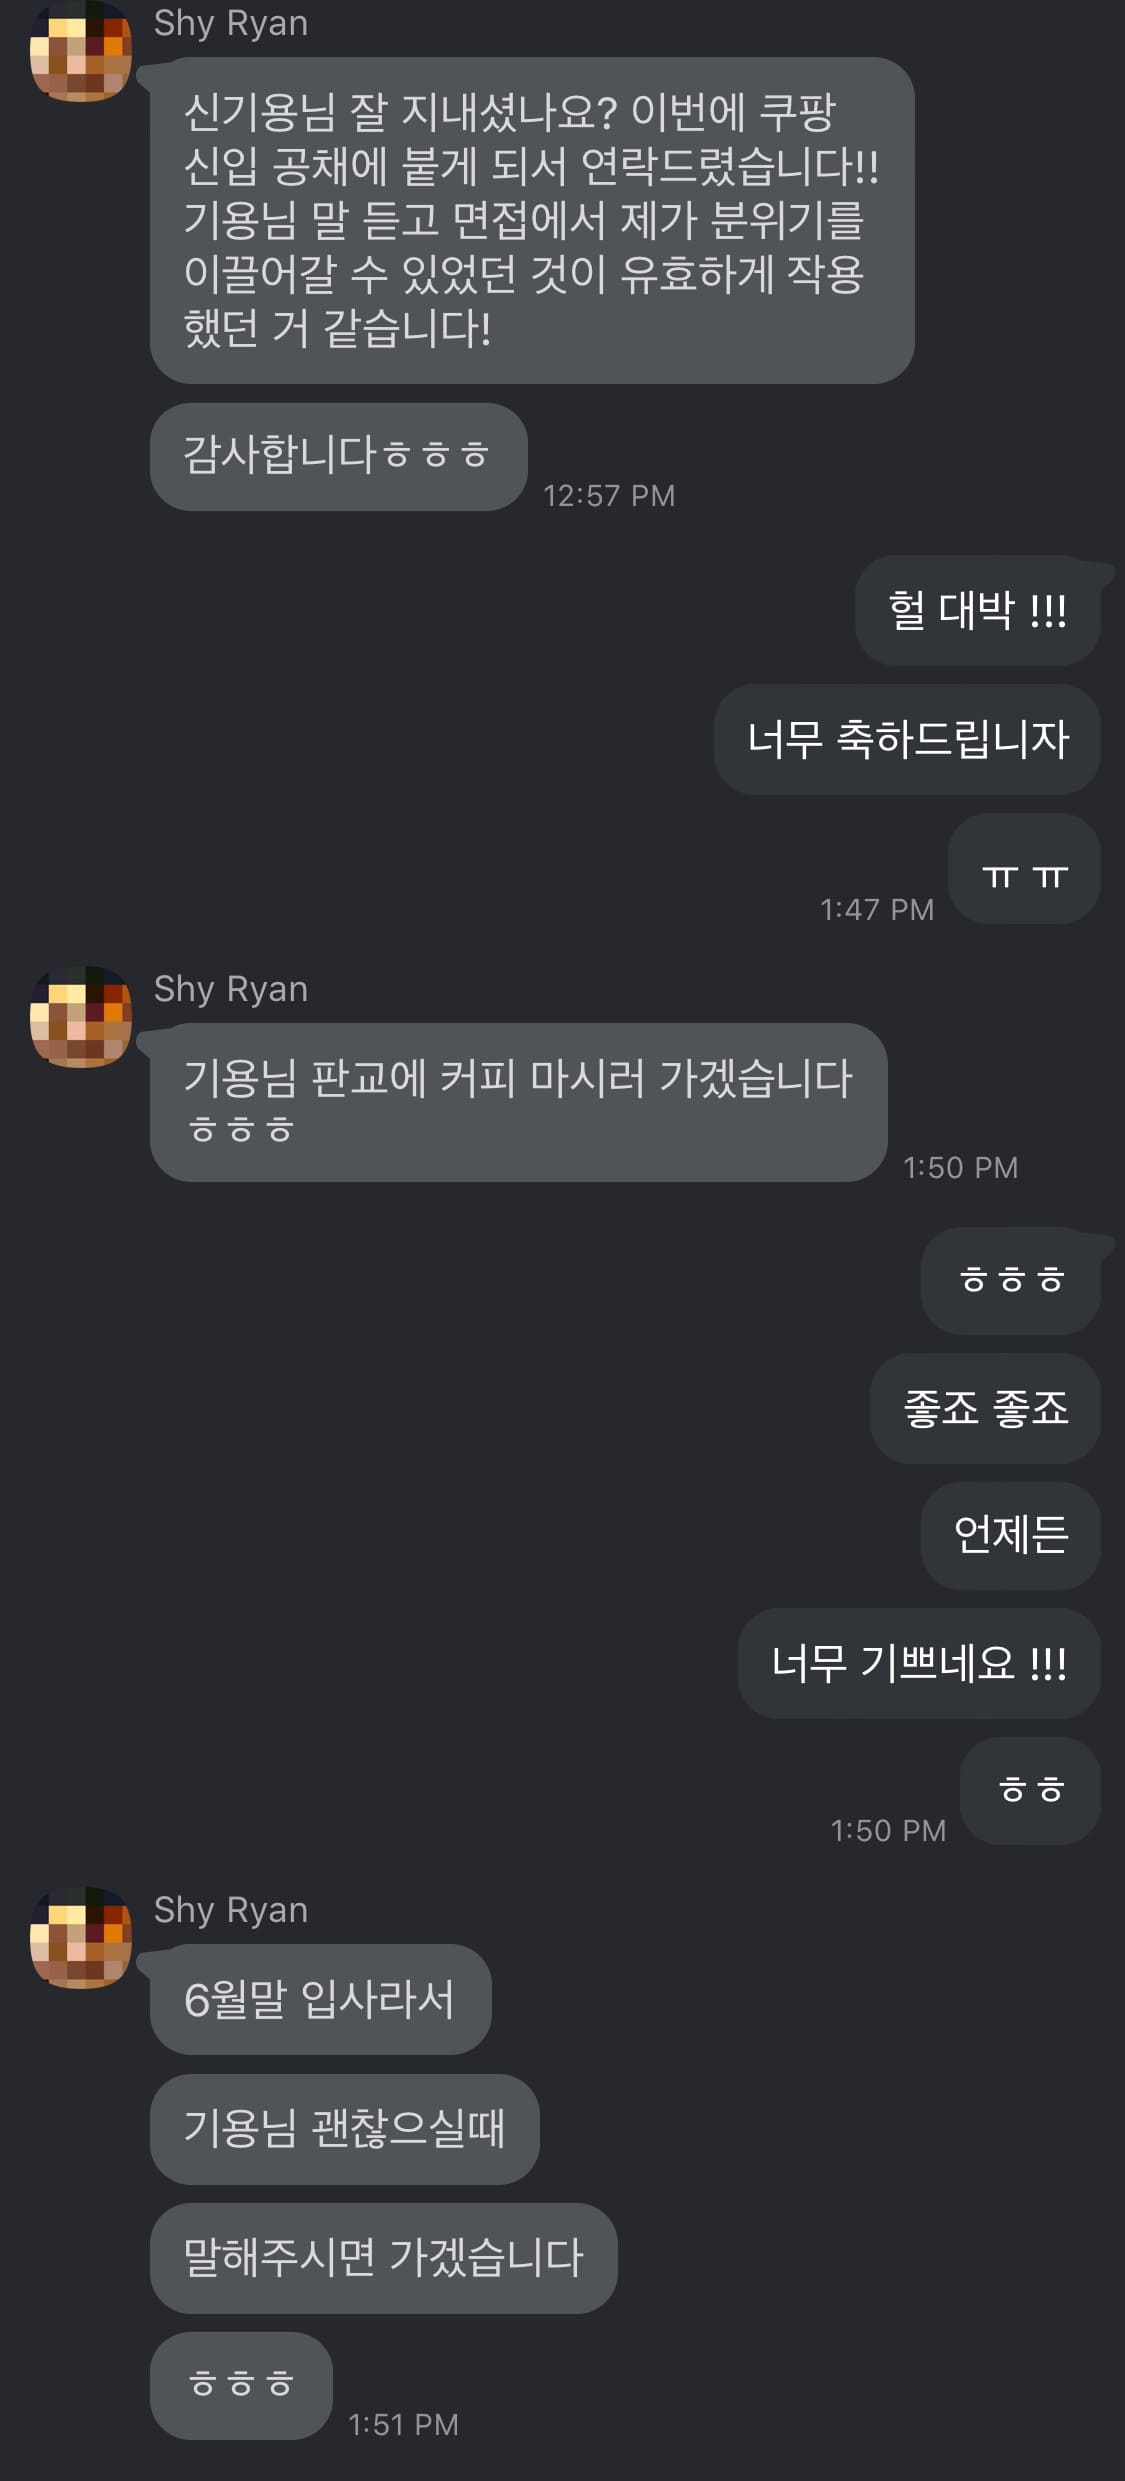 Shy Ryan
신기용님 잘 지내셨나요? 이번에 쿠팡
신입 공채에 붙게 되서 연락드렸습니다!!
기용님 말 듣고 면접에서 제가 분위기를
이끌어갈 수 있었던 것이 유효하게 작용
했던 거 같습니다!
감사합니다ㅎㅎㅎ
12:57 PM
헐 대박 !!!
너무 축하드립니자
ㅠㅠ
1:47 PM
Shy Ryan
기용님 판교에 커피 마시러 가겠습니다
ㅎㅎㅎ
1:50 PM
ㅎㅎㅎ
좋죠 좋죠
언제든
너무 기쁘네요 !!!
ㅎㅎ
1:50 PM
Shy Ryan
6월말 입사라서
기용님 괜찮으실때
말해주시면 가겠습니다
ㅎㅎㅎ
1:51 PM